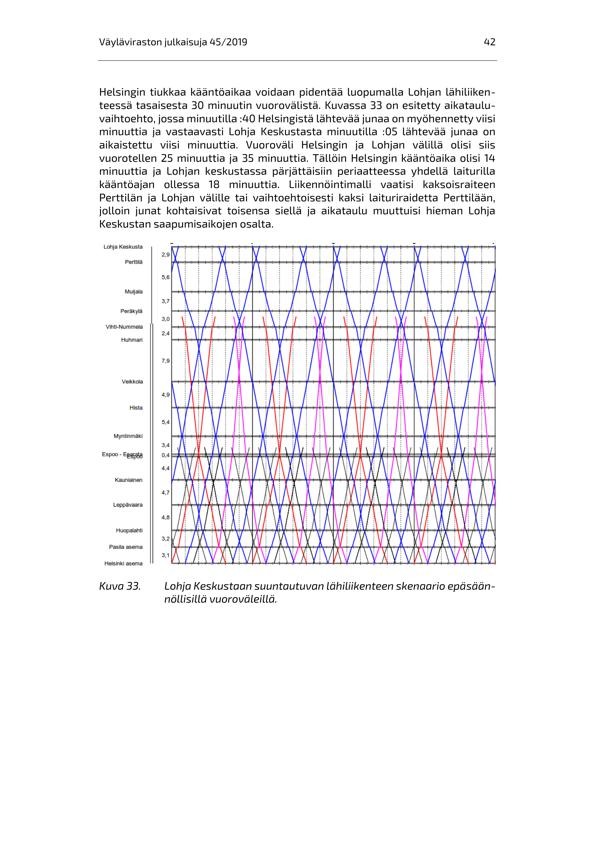 Väyläviraston julkaisuja 45/2019 42
Helsingin tiukkaa kääntöaikaa voidaan pidentää luopumalla Lohjan lähiliiken-
teessä tasaisesta 30 minuutin vuorovälistä. Kuvassa 33 on esitetty aikataulu-
vaihtoehto, jossa minuutilla :40 Helsingistä lähtevää junaa on myöhennetty viisi
minuuttia ja vastaavasti Lohja Keskustasta minuutilla :05 lähtevää junaa on
aikaistettu viisi minuuttia. Vuoroväli Helsingin ja Lohjan välillä olisi siis
vuorotellen 25 minuuttia ja 35 minuuttia. Tällöin Helsingin kääntöaika olisi 14
minuuttia ja Lohjan keskustassa pärjättäisiin periaatteessa yhdellä laiturilla
kääntöajan ollessa 18 minuuttia. Liikennöintimalli vaatisi kaksoisraiteen
Perttilän ja Lohjan välille tai vaihtoehtoisesti kaksi laituriraidetta Perttilään,
jolloin junat kohtaisivat toisensa siellä ja aikataulu muuttuisi hieman Lohja
Keskustan saapumisaikojen osalta.
Lohja Keskusta
2,9
Perttilä
5,6
Muijala
3,7
Peräkylä
3,0
Vihti-Nummela
2,4
Huhmari
7,9
Veikkola
4,9
Hista
5,4
Myntinmäki
3,4
Espoo
0,4
4,4
Kauniainen
4,7
Leppävaara
4,8
Huopalahti
3,2
Pasila asema
3,1
Helsinki asema
Kuva 33. Lohja Keskustaan suuntautuvan lähiliikenteen skenaario epäsään-
nöllisillä vuoroväleillä.